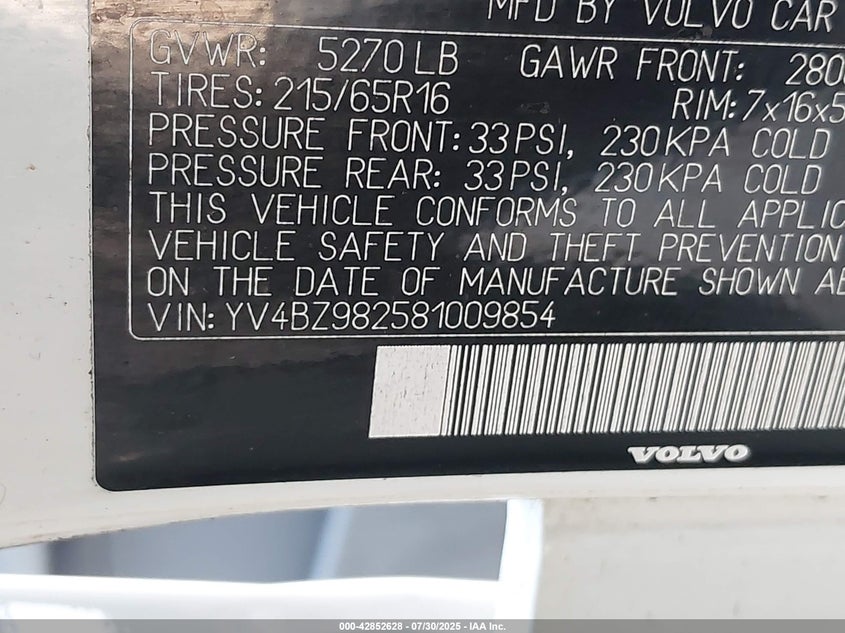 MFD BY VOLVO CAR
GVWR: 5270 LB GAWR FRONT: 280
TIRES: 215/65R16 RIM: 7x16x5
PRESSURE FRONT: 33 PSI, 230 KPA COLD
PRESSURE REAR: 33 PSI, 230 KPA COLD
THIS VEHICLE CONFORMS TO ALL APPLIC
VEHICLE SAFETY AND THEFT PREVENTION
ON THE DATE OF MANUFACTURE SHOWN AB
VIN: YV4BZ982581009854
VOLVO
000-42852628 - 07/30/2025 - IAA Inc.